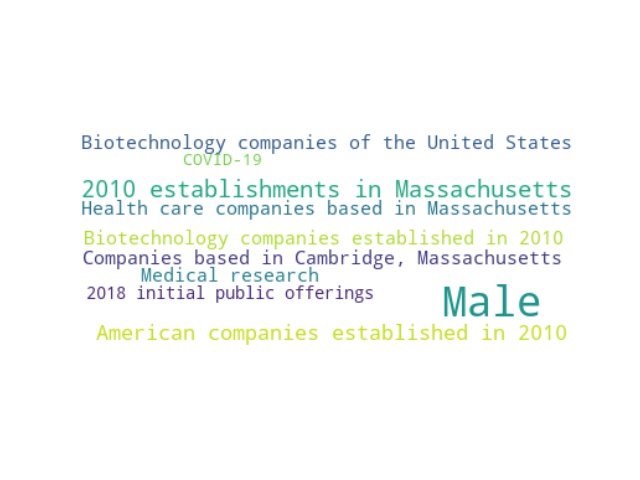 Biotechnology companies of the United States
COVID-19
2010 establishments in Massachusetts
Health care companies based in Massachusetts
Biotechnology companies established in 2010
Companies based in Cambridge, Massachusetts
Medical research
2018 initial public offerings
Male
American companies established in 2010